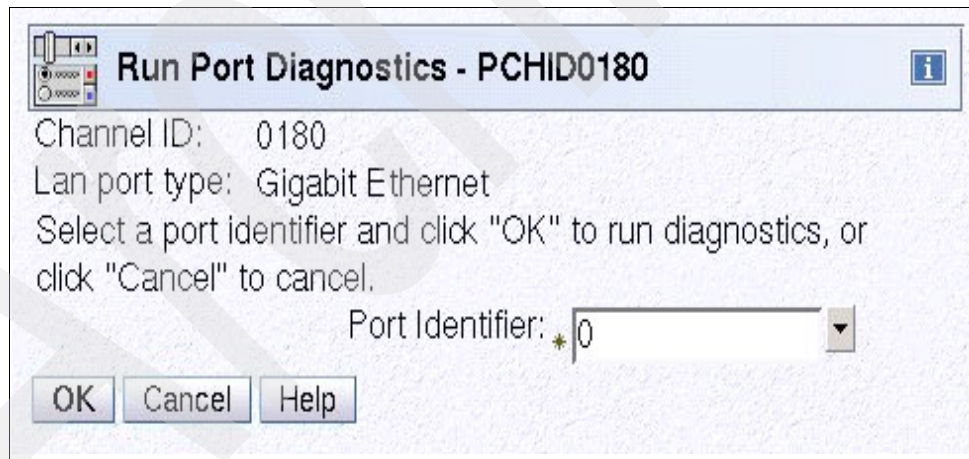 Run Port Diagnostics - PCHID0180
i
Channel ID: 0180
Lan port type: Gigabit Ethernet
Select a port identifier and click "OK" to run diagnostics, or
click "Cancel" to cancel.
Port Identifier: * 0
OK Cancel Help